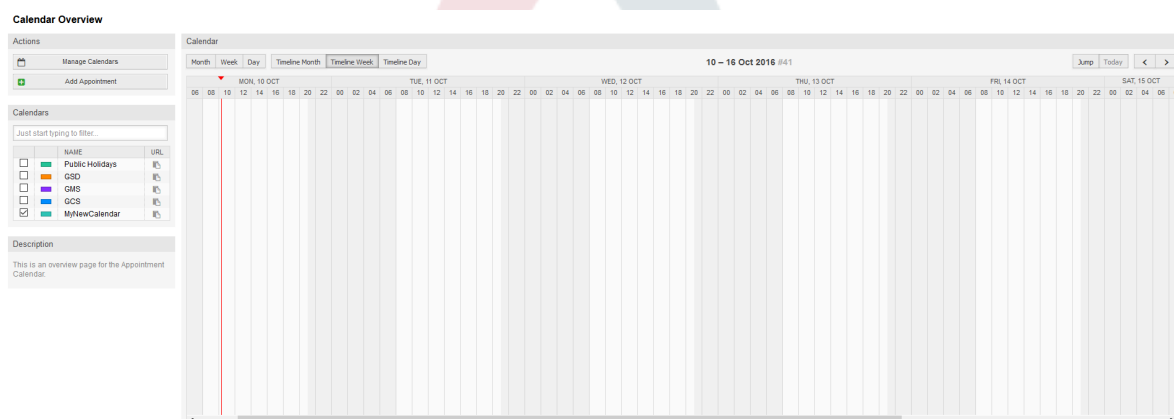 Calendar Overview
Actions
Manage Calendars
Add Appointment
Calendars
Just start typing to filter...
NAME URL
Public Holidays
GSD
GMS
GCS
MyNewCalendar
Description
This is an overview page for the Appointment
Calendar.
Calendar
Month Week Day Timeline Month Timeline Week Timeline Day 10 – 16 Oct 2016 #41 Jump Today < >
MON, 10 OCT TUE, 11 OCT WED, 12 OCT THU, 13 OCT FRI, 14 OCT SAT, 15 OCT
06 08 10 12 14 16 18 20 22 00 02 04 06 08 10 12 14 16 18 20 22 00 02 04 06 08 10 12 14 16 18 20 22 00 02 04 06 08 10 12 14 16 18 20 22 00 02 04 06 08 10 12 14 16 18 20 22 00 02 04 06